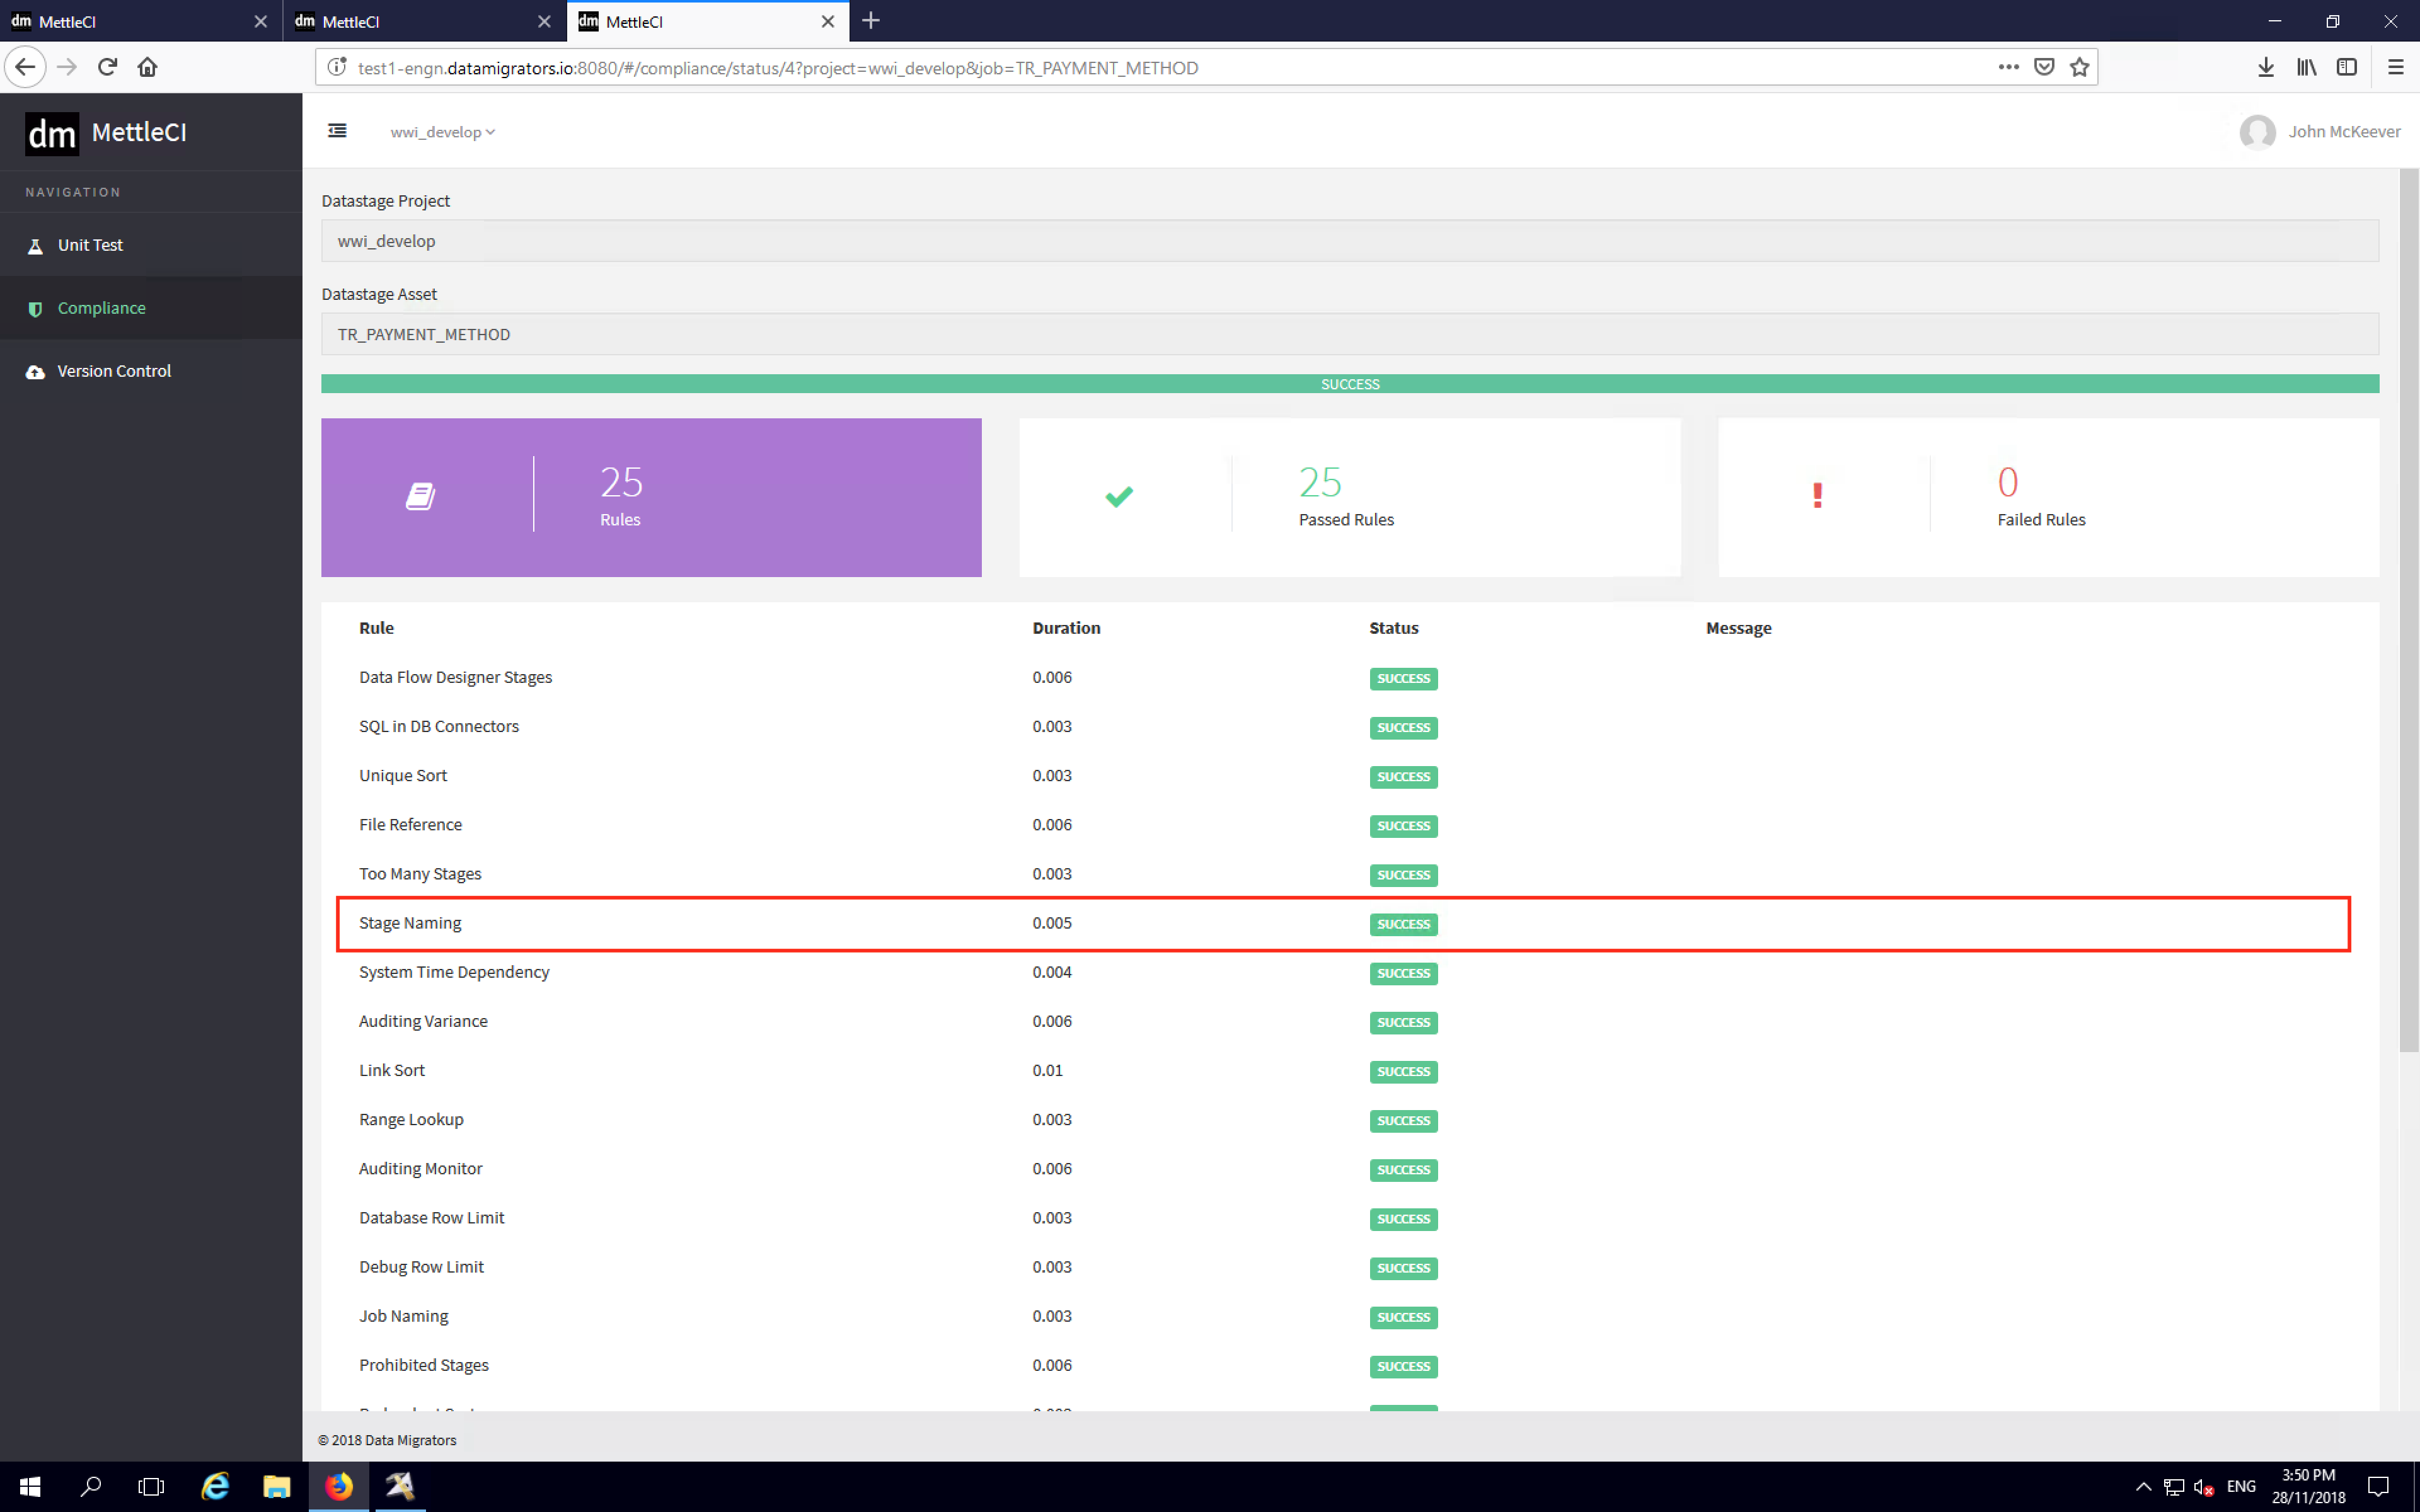 dm MettleCI
dm MettleCI
dm MettleCI
test1-engn.datamigrators.io:8080/#/compliance/status/4?project=wwi_develop&job=TR_PAYMENT_METHOD
dm MettleCI
wwi_develop
John McKeever
NAVIGATION
Unit Test
Compliance
Version Control
Datastage Project
wwi_develop
Datastage Asset
TR_PAYMENT_METHOD
SUCCESS
25
Rules
25
Passed Rules
0
Failed Rules
Rule Duration Status Message
Data Flow Designer Stages 0.006 SUCCESS
SQL in DB Connectors 0.003 SUCCESS
Unique Sort 0.003 SUCCESS
File Reference 0.006 SUCCESS
Too Many Stages 0.003 SUCCESS
Stage Naming 0.005 SUCCESS
System Time Dependency 0.004 SUCCESS
Auditing Variance 0.006 SUCCESS
Link Sort 0.01 SUCCESS
Range Lookup 0.003 SUCCESS
Auditing Monitor 0.006 SUCCESS
Database Row Limit 0.003 SUCCESS
Debug Row Limit 0.003 SUCCESS
Job Naming 0.003 SUCCESS
Prohibited Stages 0.006 SUCCESS
© 2018 Data Migrators
ENG
3:50 PM
28/11/2018